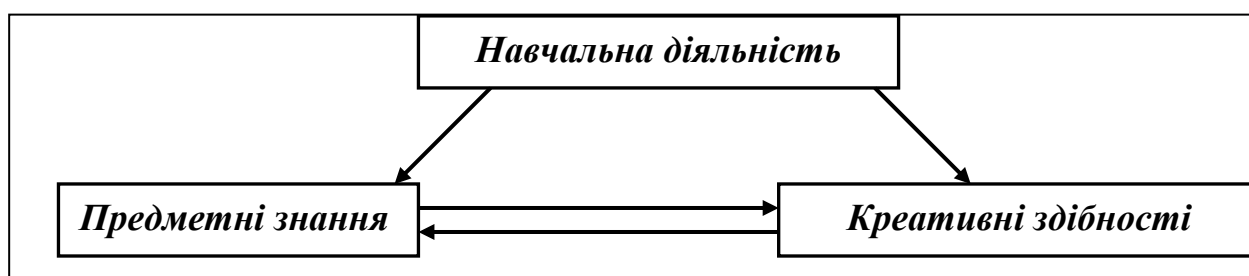 Навчальна діяльність
Предметні знання
Креативні здібності